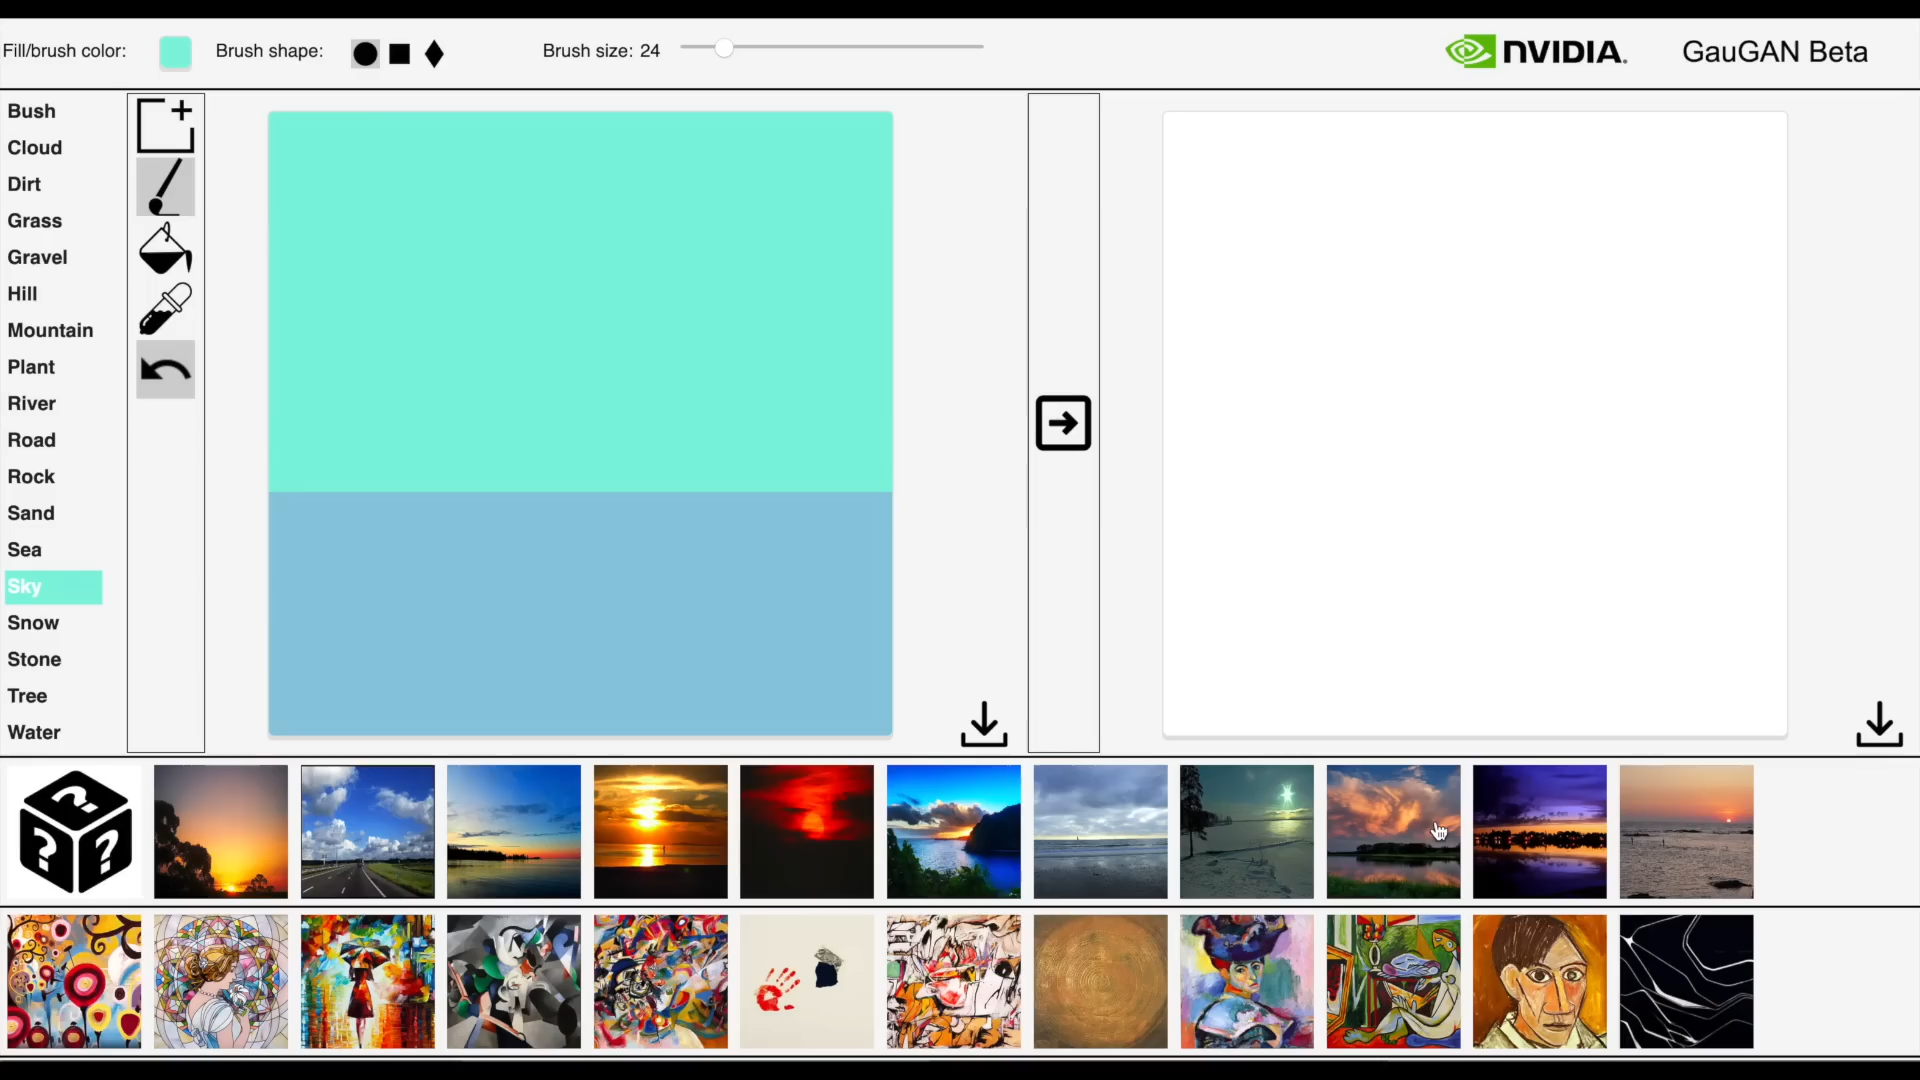 Fill/brush color:
Brush shape:
Brush size: 24
NVIDIA.
GauGAN Beta
Bush
Cloud
Dirt
Grass
Gravel
Hill
Mountain
Plant
River
Road
Rock
Sand
Sea
Sky
Snow
Stone
Tree
Water
? ? ?